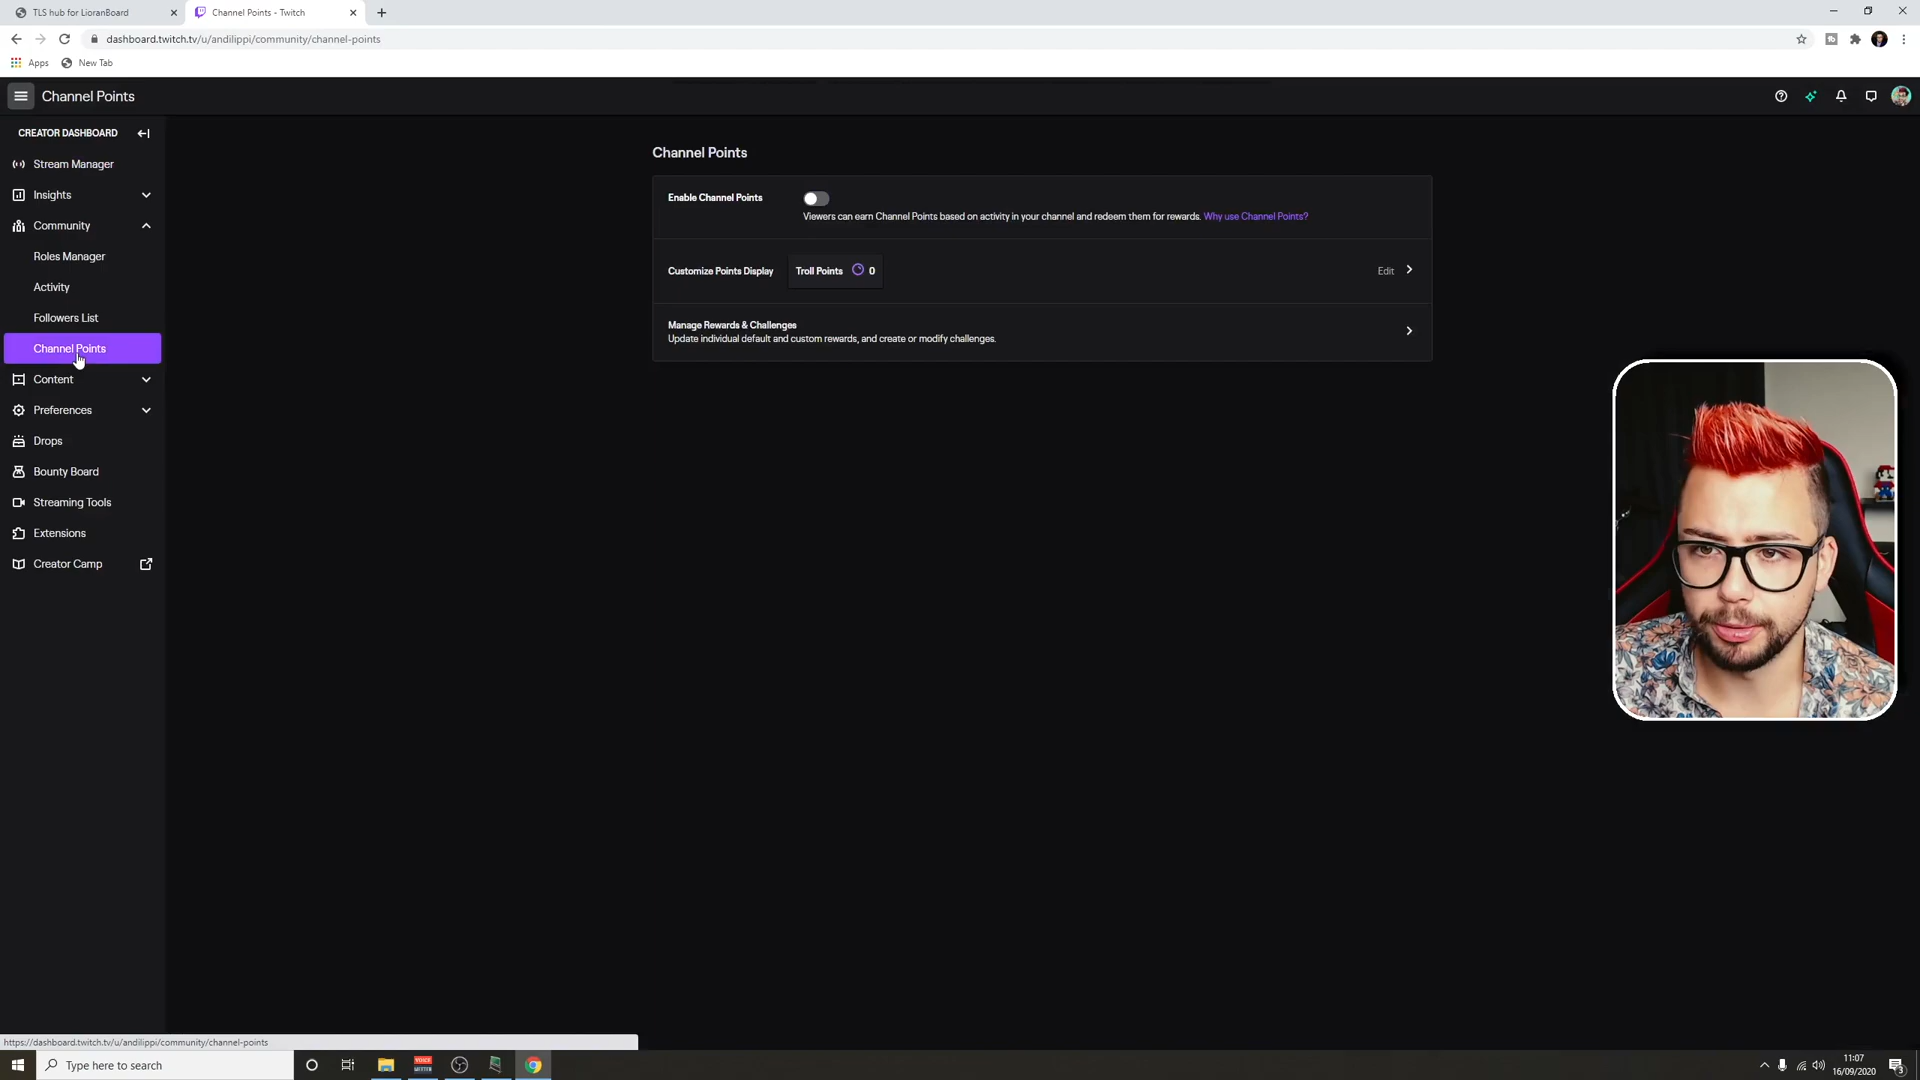 TLS hub for LioranBoard
Channel Points - Twitch
dashboard.twitch.tv/u/andilippi/community/channel-points
Apps
New Tab
Channel Points
CREATOR DASHBOARD
Stream Manager
Insights
Community
Roles Manager
Activity
Followers List
Channel Points
Content
Preferences
Drops
Bounty Board
Streaming Tools
Extensions
Creator Camp
Channel Points
Enable Channel Points
Viewers can earn Channel Points based on activity in your channel and redeem them for rewards. Why use Channel Points?
Customize Points Display
Troll Points 0
Edit
Manage Rewards & Challenges
Update individual default and custom rewards, and create or modify challenges.
https://dashboard.twitch.tv/u/andilippi/community/channel-points
Type here to search
11:07
16/09/2020